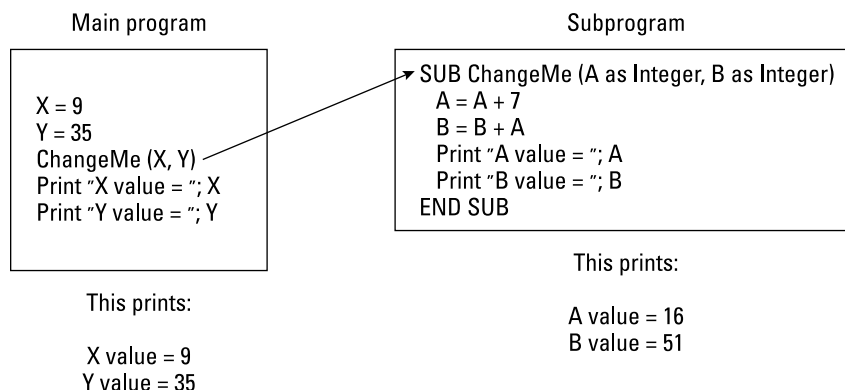 Main program
X = 9
Y = 35
ChangeMe (X, Y)
Print "X value = "; X
Print "Y value = "; Y
This prints:
X value = 9
Y value = 35
Subprogram
SUB ChangeMe (A as Integer, B as Integer)
A = A + 7
B = B + A
Print "A value = "; A
Print "B value = "; B
END SUB
This prints:
A value = 16
B value = 51